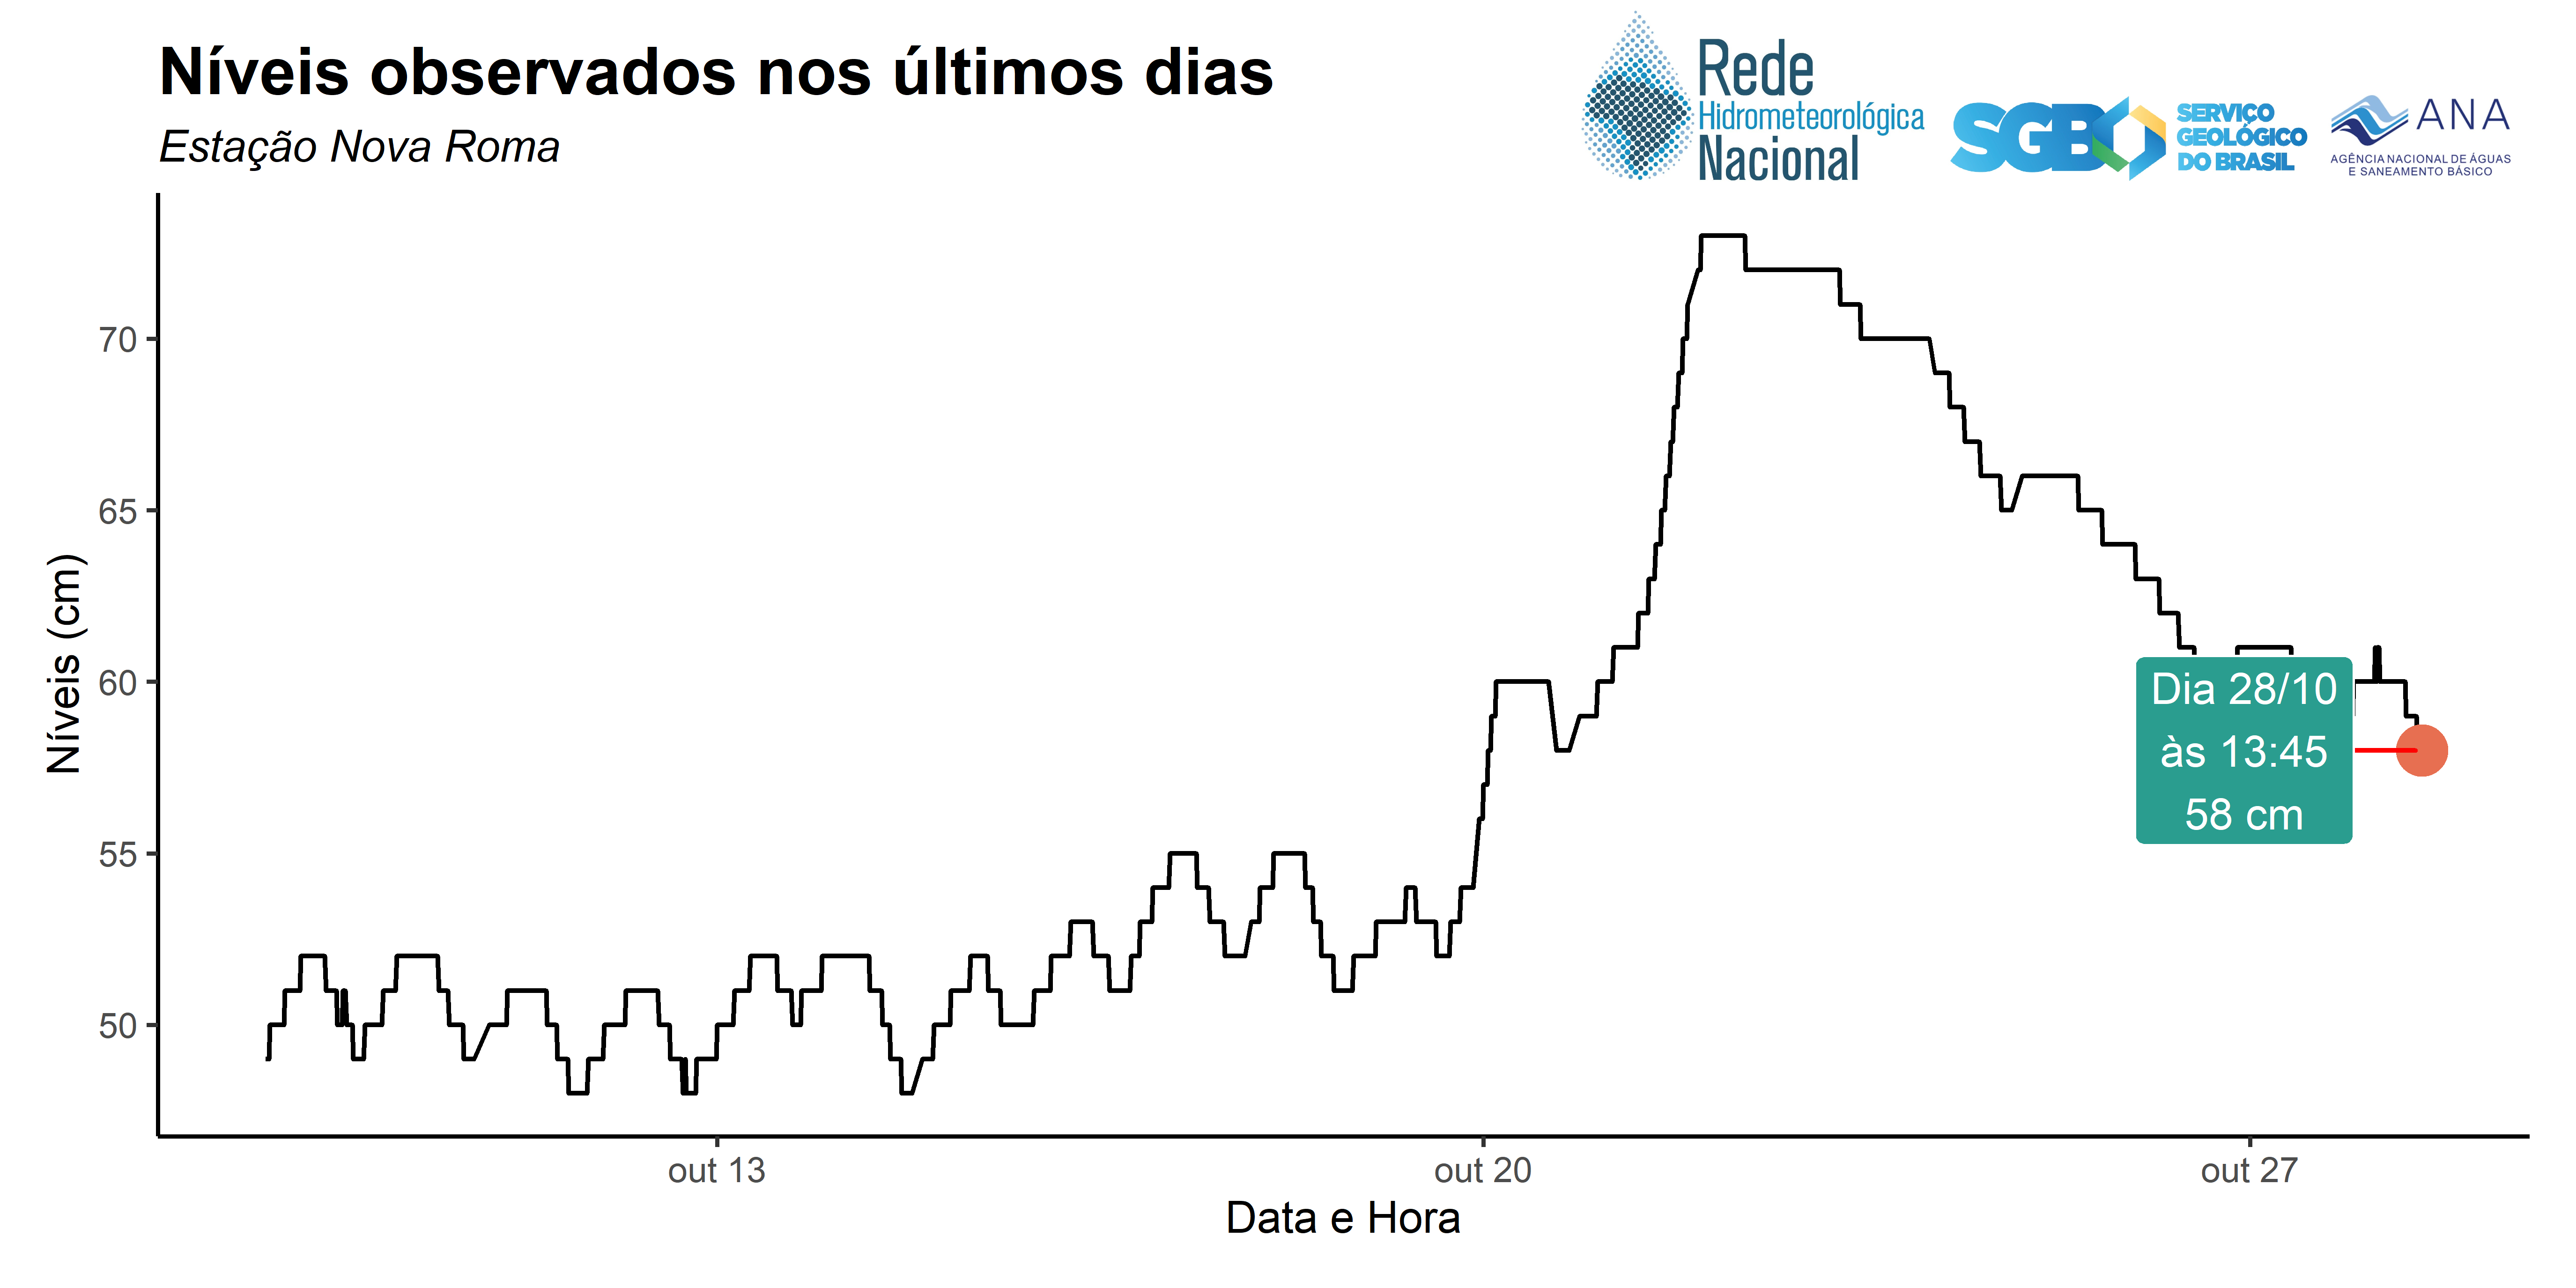 Níveis observados nos últimos dias
Estação Nova Roma
Rede
Hidrometeorológica
Nacional
SGB
SERVIÇO
GEOLÓGICO
DO BRASIL
ANA
AGÊNCIA NACIONAL DE ÁGUAS
E SANEAMENTO BÁSICO
Níveis (cm)
70
65
60
55
50
Dia 28/10
às 13:45
58 cm
out 13
out 20
out 27
Data e Hora